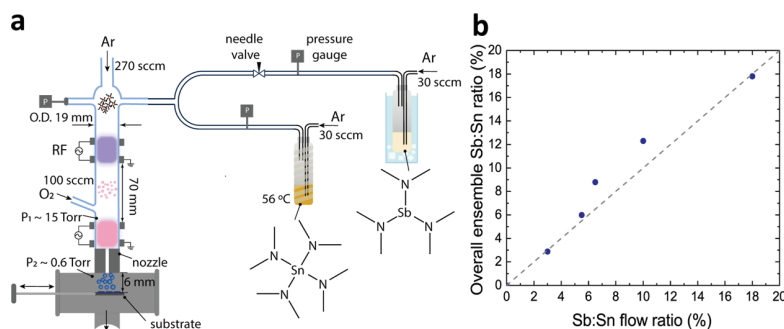 a
Ar
270 sccm
needle
valve
pressure
gauge
Ar
30 sccm
P
P
P
O.D. 19 mm
Ar
30 sccm
RF
100 sccm
O₂
70 mm
56 ºC
P₁ ~ 15 Torr
P₂ ~ 0.6 Torr
nozzle
6 mm
substrate
N
Sb
N
N
N
N
Sn
N
N
b
Overall ensemble Sb:Sn ratio (%)
20
18
16
14
12
10
8
6
4
2
0
0 2 4 6 8 10 12 14 16 18 20
Sb:Sn flow ratio (%)